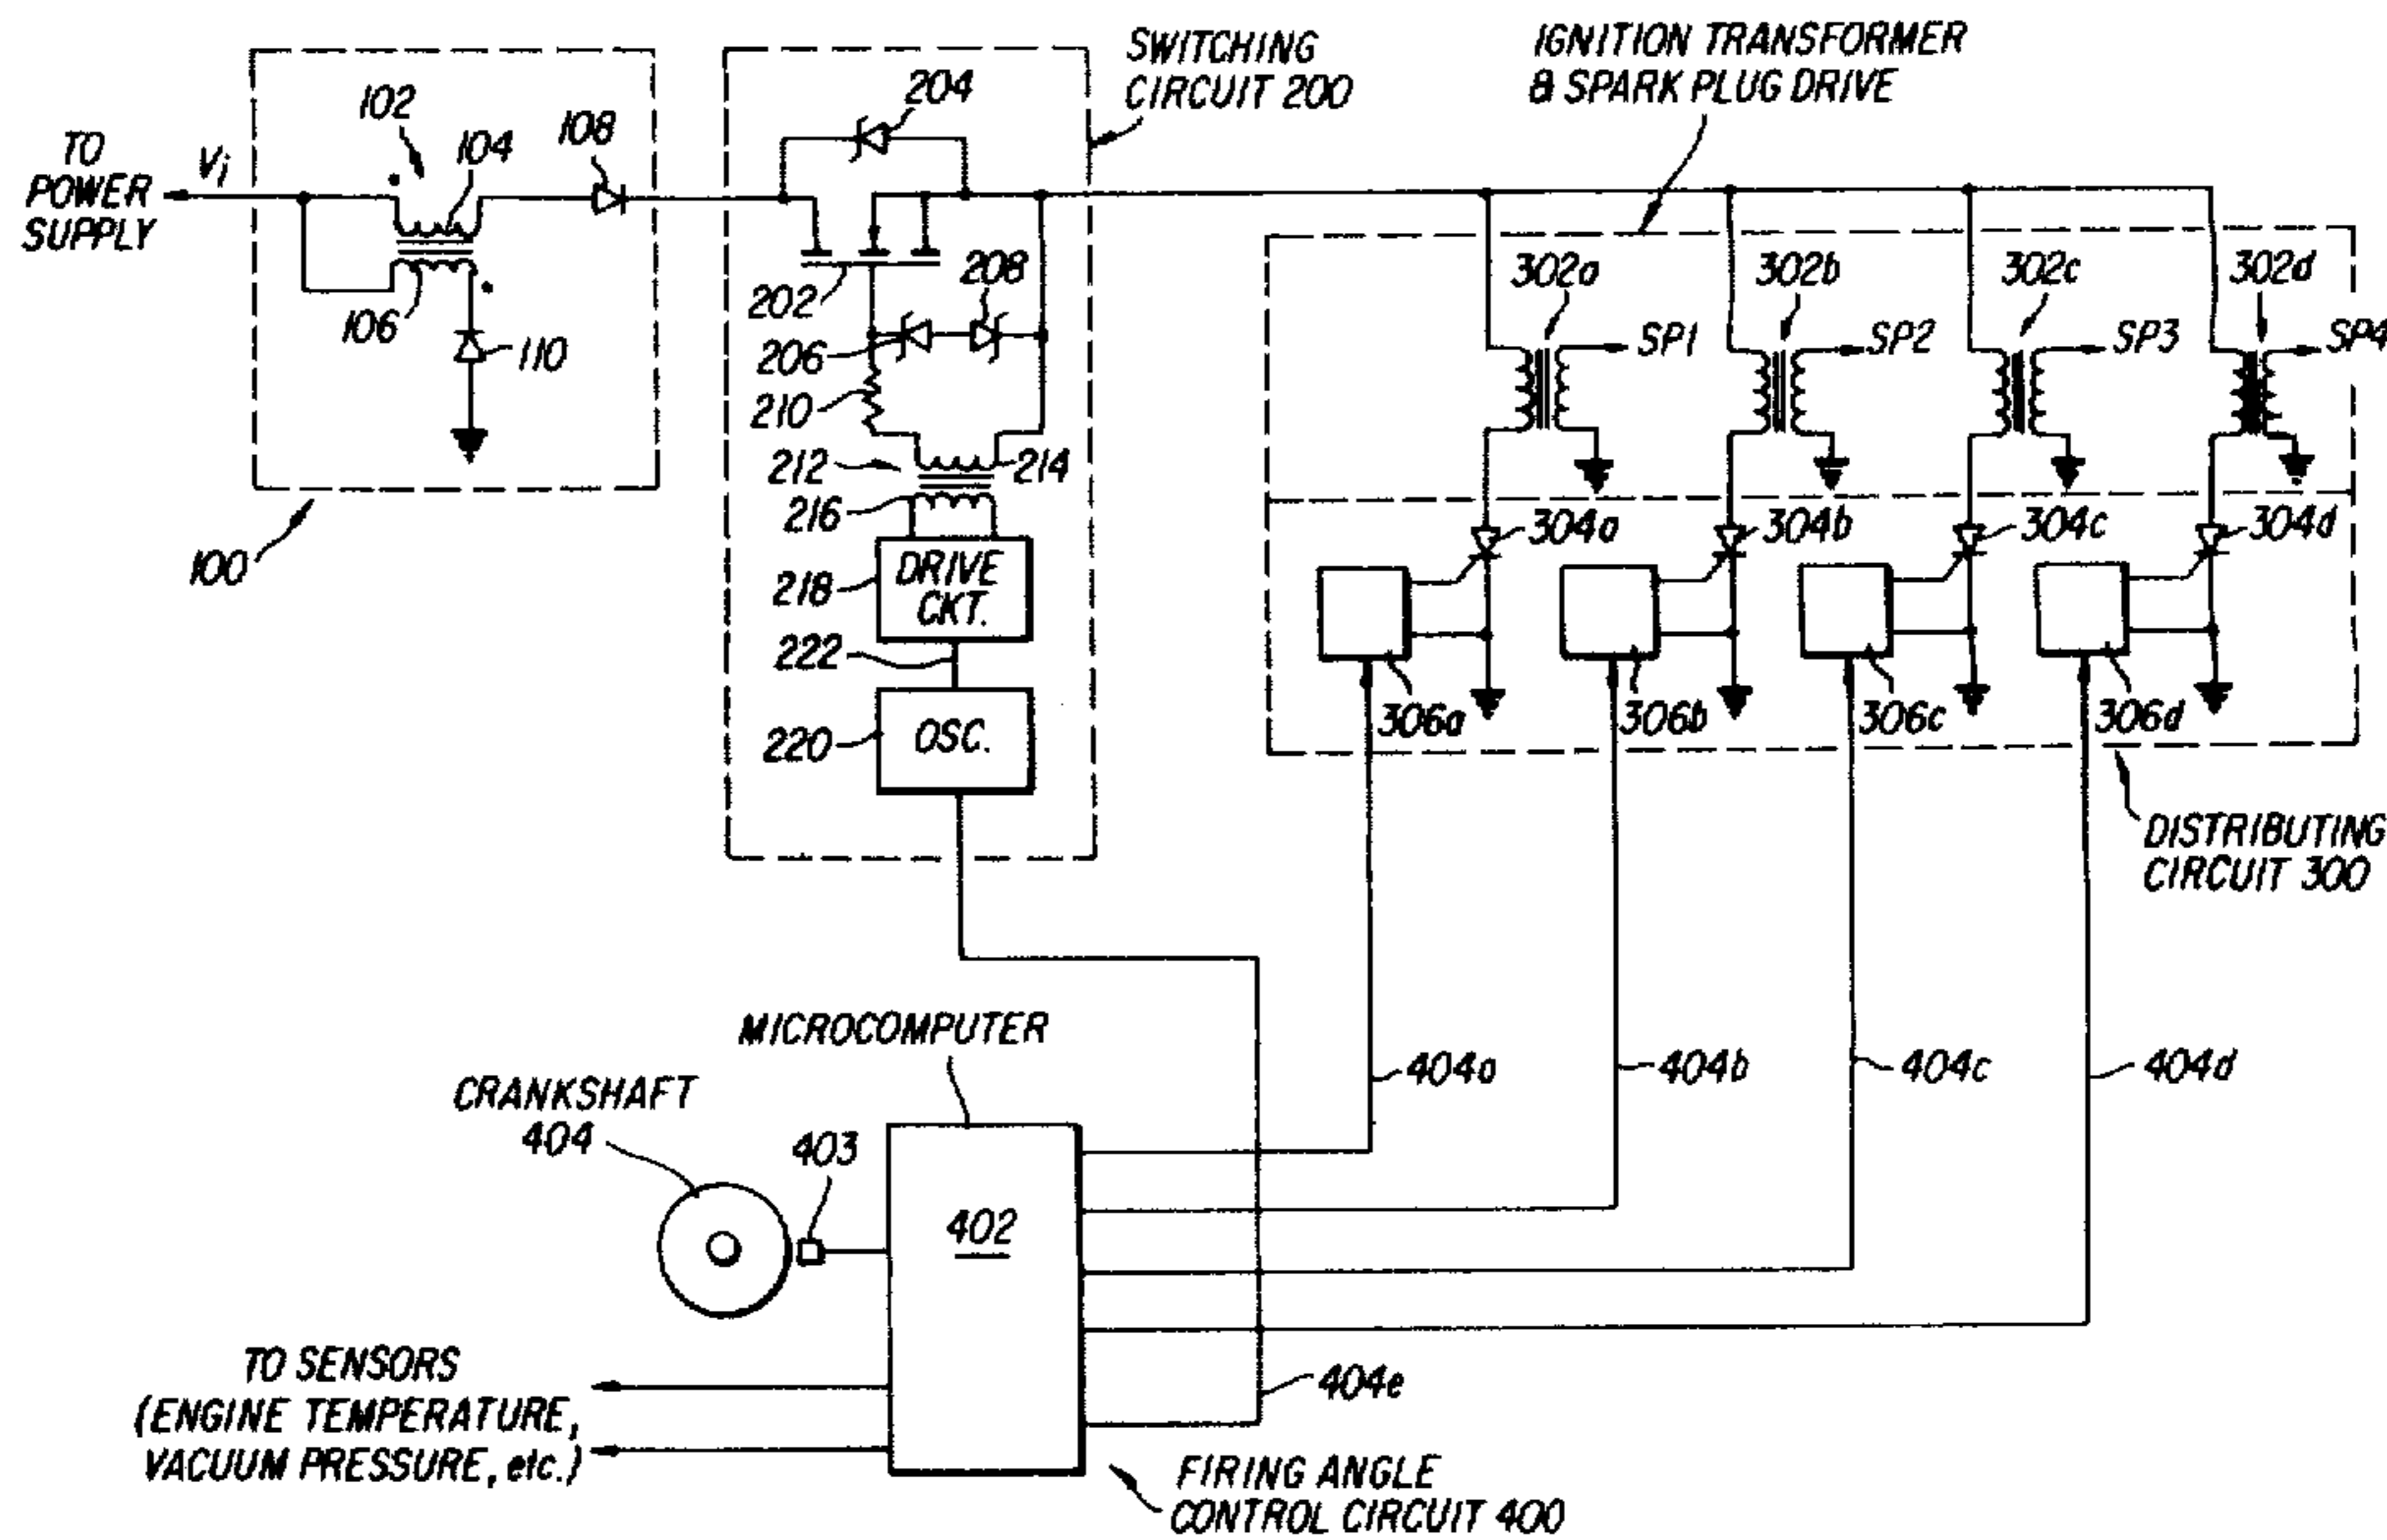 SWITCHING
CIRCUIT 200
IGNITION TRANSFORMER
& SPARK PLUG DRIVE
TO
POWER
SUPPLY
Vi
102
104
108
106
110
100
204
202
208
206
210
212
214
216
DRIVE
CKT.
218
222
OSC.
220
302a
302b
302c
302d
SP1
SP2
SP3
SP4
304a
304b
304c
304d
306a
306b
306c
306d
DISTRIBUTING
CIRCUIT 300
MICROCOMPUTER
CRANKSHAFT
404
403
402
404a
404b
404c
404d
404e
TO SENSORS
(ENGINE TEMPERATURE,
VACUUM PRESSURE, etc.)
FIRING ANGLE
CONTROL CIRCUIT 400